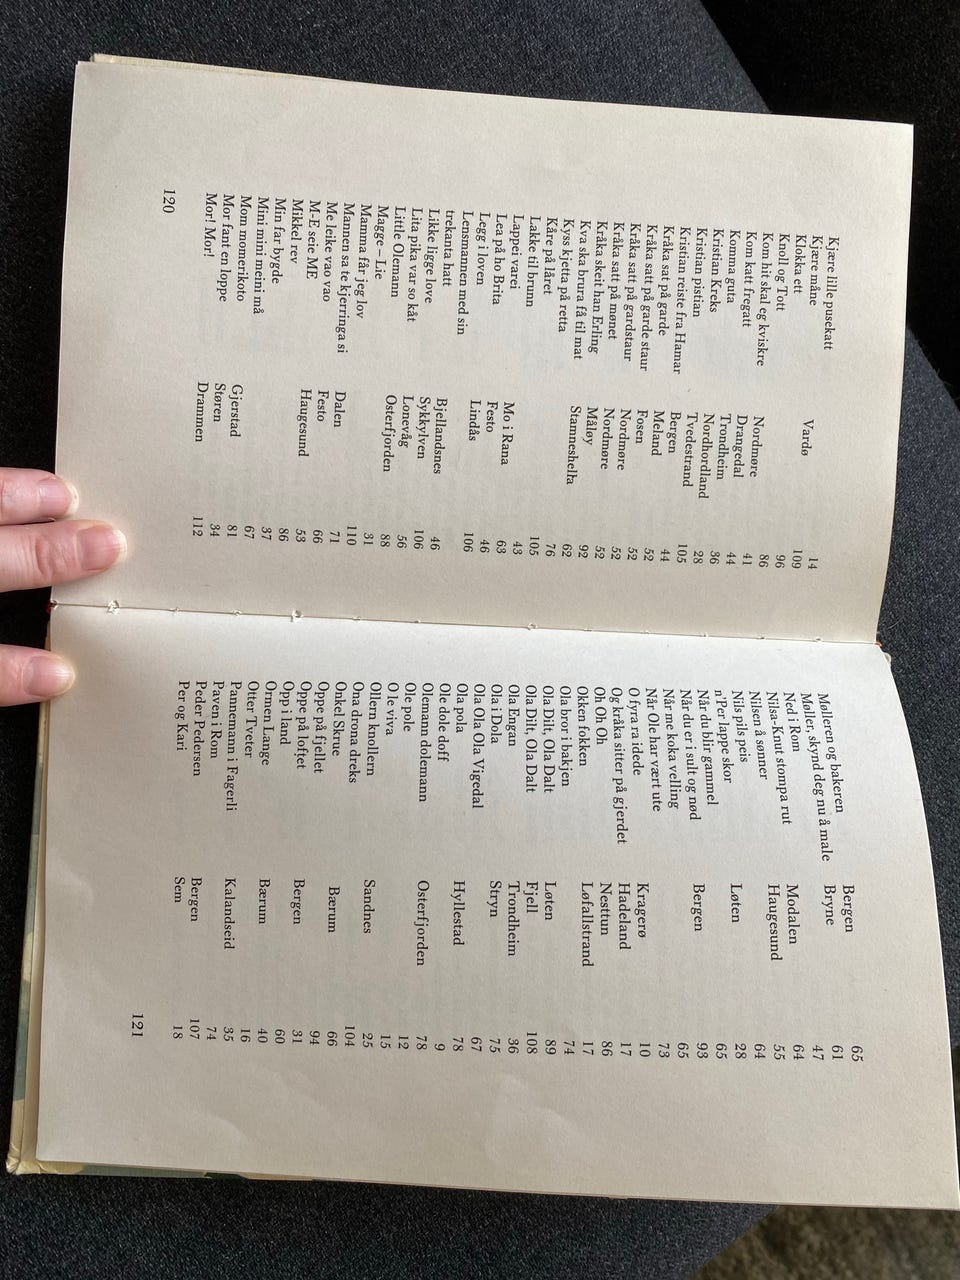 Kjære lille pusekatt 14
Kjære måne Vardø 109
Klokka ett 96
Knoll og Tott 86
Kom hit skal eg kviskre Nordmøre 41
Kom katt fregatt Drangedal 44
Komma guta Trondheim 36
Kristian Kreks Nordhordland 28
Kristian pistian Tvedestrand 105
Kristian reiste fra Hamar Bergen 44
Kråka sat på garde Meland 52
Kråka satt på garde staur Fosen 52
Kråka satt på gardstaur Nordmøre 52
Kråka satt på mønet Nordmøre 52
Kråka skeit han Erling Måløy 92
Kva ska brura få til mat Stamneshella 62
Kyss kjetta på retta 76
Kåre på låret 105
Lakke til brunn 43
Lappei varei Mo i Rana 63
Lea på ho Brita Festo 46
Legg i loven Lindås 106
Lensmannen med sin
trekanta hatt Bjellandsnes 46
Likke ligge love Sykkylven 106
Lita pika var so kåt Lonevåg 56
Little Olemann Osterfjorden 88
Magge – Lie 31
Mamma får jeg lov 110
Mannen sa te kjerringa si Dalen 71
Me leike vao vao Festo 66
M-E seie ME Haugesund 53
Mikkel rev 86
Min far bygde 37
Mini mini meini må 67
Mom momerikoto Gjerstad 81
Mor fant en loppe Støren 34
Mor! Mor! Drammen 112
120
Mølleren og bakeren Bergen 65
Møller, skynd deg nu å male Bryne 61
Ned i Rom 47
Nilsa-Knut stompa rut Modalen 64
Nilsen å sønner Haugesund 55
Nils pils peis 64
n'Per lappe skor Løten 28
Når du blir gammel 65
Når du er i sult og nød Bergen 93
Når me koka velling 65
Når Ole har vært ute 73
O fyra ra idede Kragerø 10
Og kråka sitter på gjerdet Hadeland 17
Oh Oh Oh Nesttun 86
Okken fokken Løfallstrand 17
Ola bror i bakjen 74
Ola Dilt, Ola Dalt Løten 89
Ola Dilt, Ola Dalt Fjell 108
Ola Engan Trondheim 36
Ola i Dola Stryn 75
Ola Ola Ola Vigedal 67
Ola pola Hyllestad 78
Ole dole doff 9
Olemann dolemann Osterfjorden 78
Ole pole 12
O le viva 15
Ollern knollern Sandnes 25
Ona drona dreks 104
Onkel Skrue Bærum 66
Oppe på fjellet 94
Oppe på loftet Bergen 31
Opp i land 60
Ormen Lange Bærum 40
Otter Tveter 16
Pannemann i Fagerli Kalandseid 35
Paven i Rom 74
Peder Pedersen Bergen 107
Per og Kari Sem 18
121